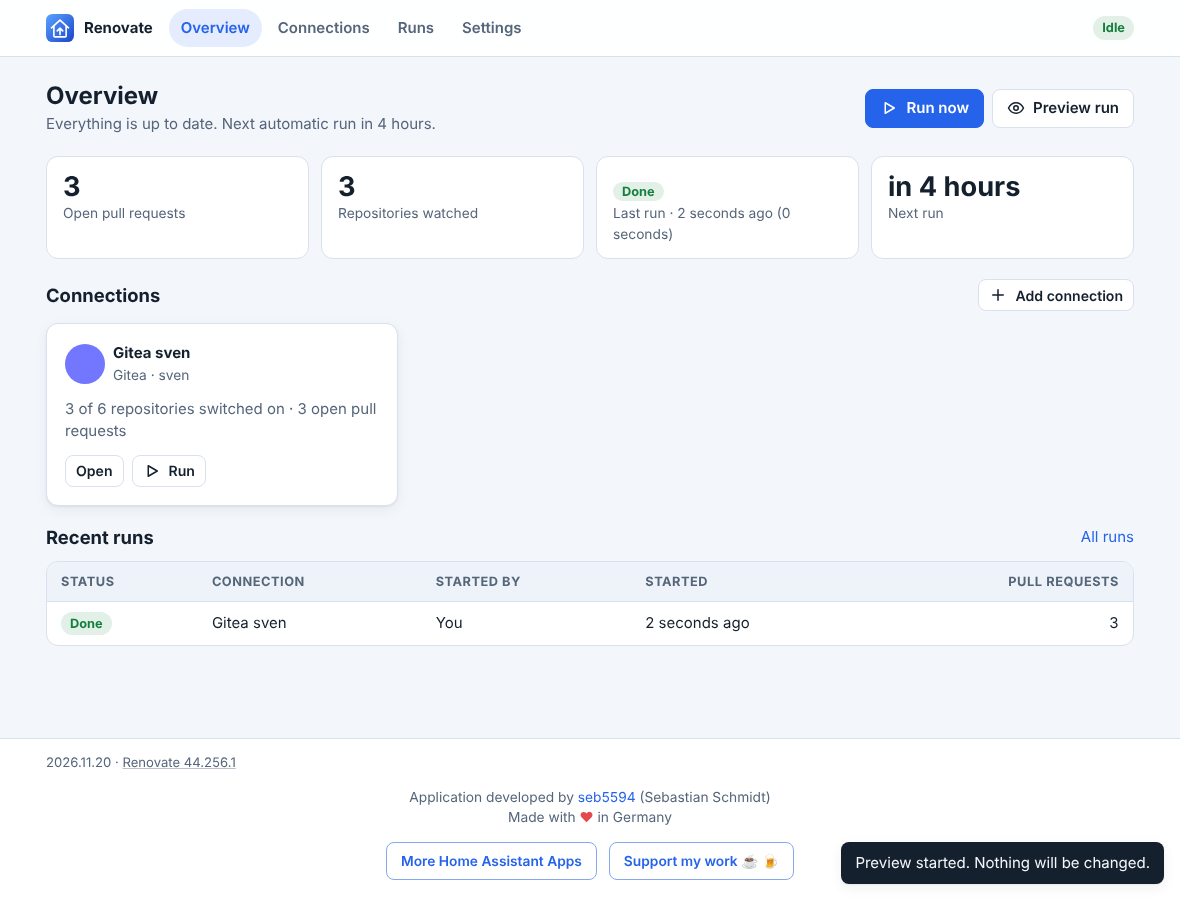 Renovate
Overview
Connections
Runs
Settings
Idle
Overview
Everything is up to date. Next automatic run in 4 hours.
Run now
Preview run
3
Open pull requests
3
Repositories watched
Done
Last run · 2 seconds ago (0
seconds)
in 4 hours
Next run
Connections
Add connection
Gitea sven
Gitea · sven
3 of 6 repositories switched on · 3 open pull
requests
Open
Run
Recent runs
All runs
STATUS CONNECTION STARTED BY STARTED PULL REQUESTS
Done Gitea sven You 2 seconds ago 3
2026.11.20 · Renovate 44.256.1
Application developed by seb5594 (Sebastian Schmidt)
Made with ❤️ in Germany
More Home Assistant Apps
Support my work ☕ 🍺
Preview started. Nothing will be changed.